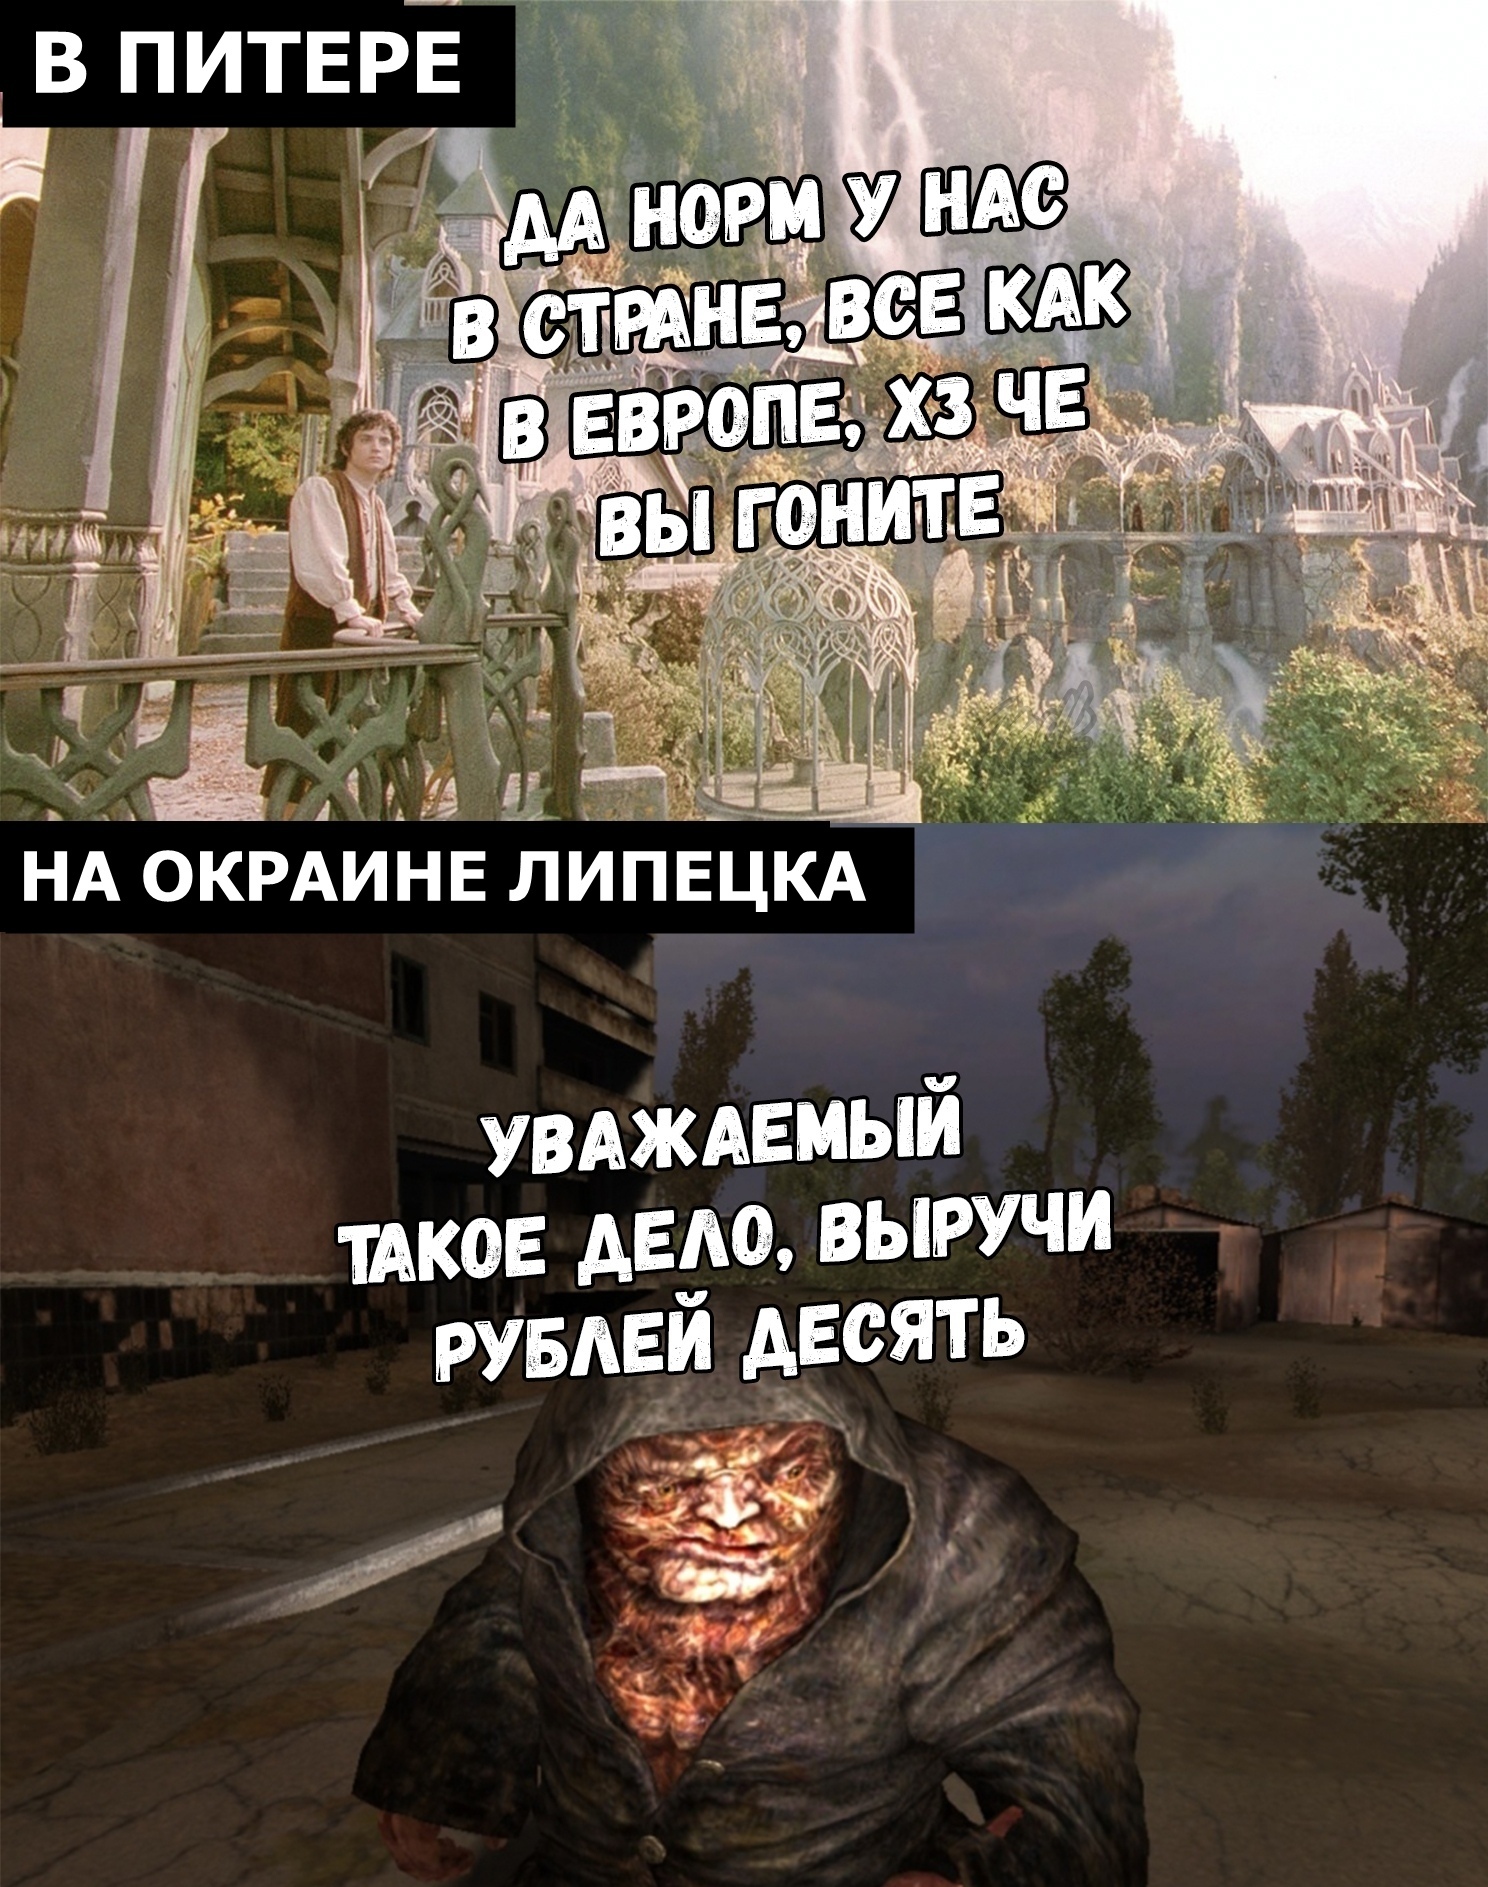 В ПИТЕРЕ
ДА НОРМ У НАС
В СТРАНЕ, ВСЕ КАК
В ЕВРОПЕ, ХЗ ЧЕ
ВЫ ГОНИТЕ
НА ОКРАИНЕ ЛИПЕЦКА
УВАЖАЕМЫЙ
ТАКОЕ ДЕЛО, ВЫРУЧИ
РУБЛЕЙ ДЕСЯТЬ